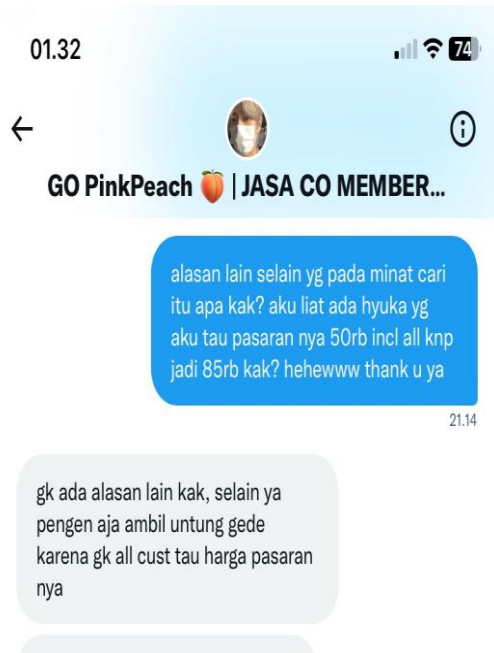 01.32
74
GO PinkPeach 🍑 | JASA CO MEMBER...
alasan lain selain yg pada minat cari
itu apa kak? aku liat ada hyuka yg
aku tau pasaran nya 50rb incl all knp
jadi 85rb kak? hehewww thank u ya
21.14
gk ada alasan lain kak, selain ya
pengen aja ambil untung gede
karena gk all cust tau harga pasaran
nya